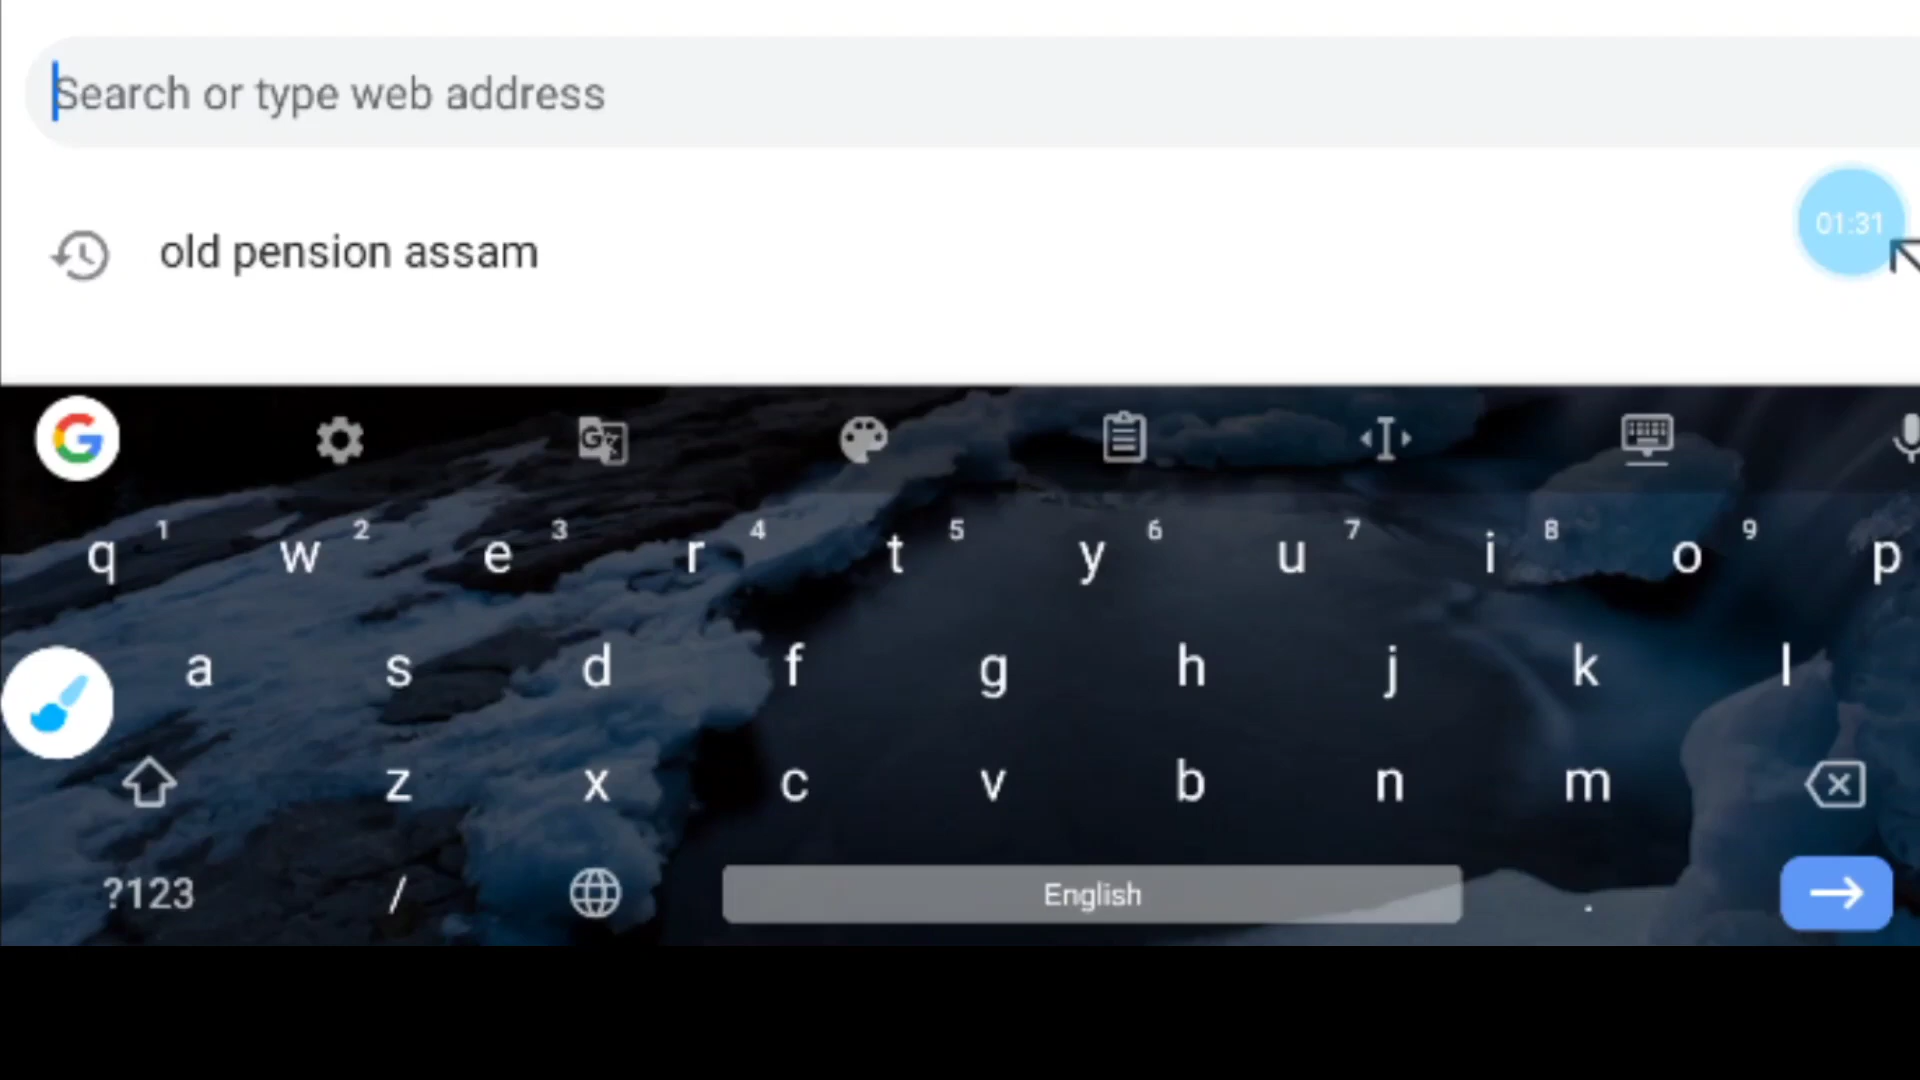 Search or type web address
old pension assam
01:31
1 2 3 4 5 6 7 8 9
q w e r t y u i o p
a s d f g h j k l
z x c v b n m
?123 / English .